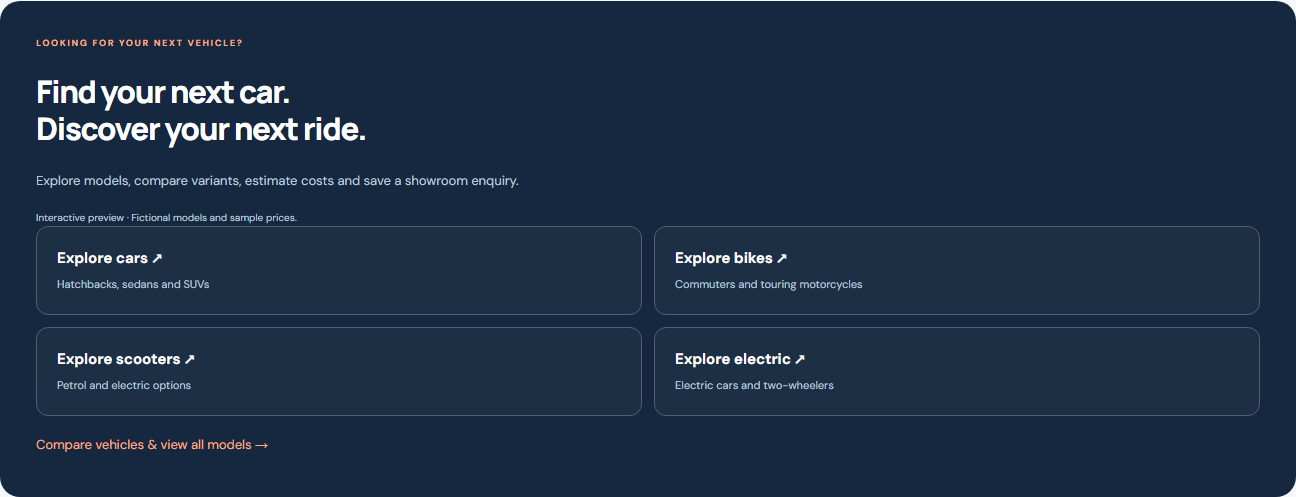 LOOKING FOR YOUR NEXT VEHICLE?
Find your next car.
Discover your next ride.
Explore models, compare variants, estimate costs and save a showroom enquiry.
Interactive preview · Fictional models and sample prices.
Explore cars ↗
Hatchbacks, sedans and SUVs
Explore bikes ↗
Commuters and touring motorcycles
Explore scooters ↗
Petrol and electric options
Explore electric ↗
Electric cars and two-wheelers
Compare vehicles & view all models →